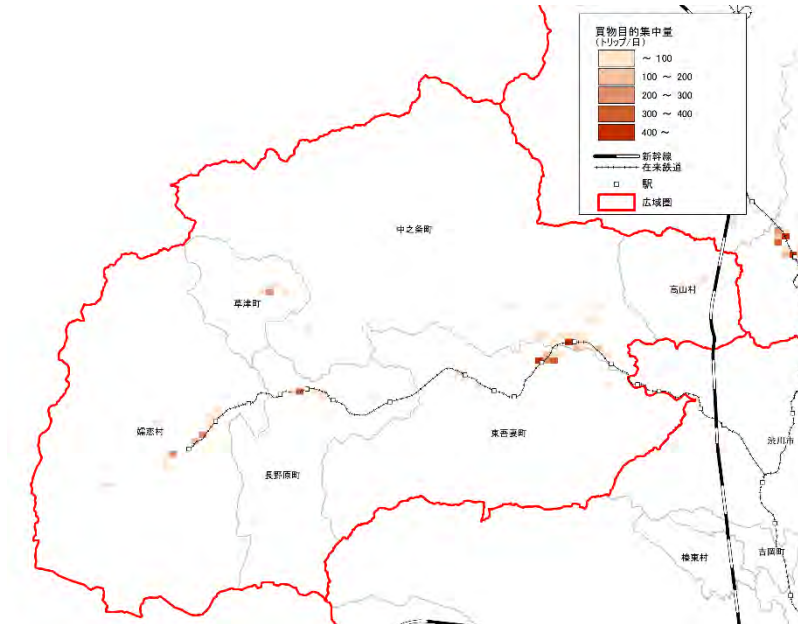 買物目的集中量
(トリップ/日)
～ 100
100 ～ 200
200 ～ 300
300 ～ 400
400 ～
新幹線
在来鉄道
駅
広域圏
中之条町
高山村
草津町
嬬恋村
東吾妻町
長野原町
渋川市
榛東村
吉岡町